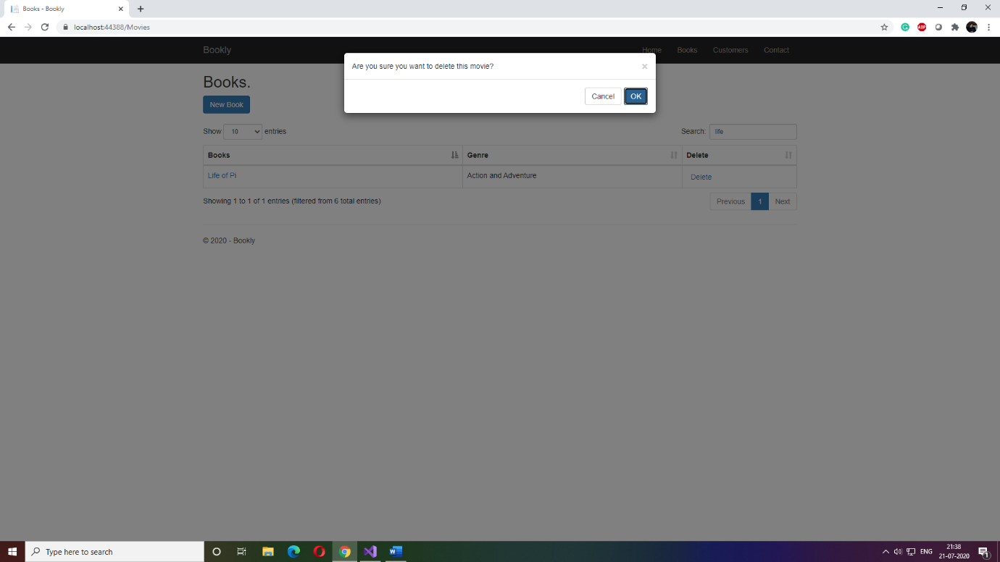 Books - Bookly
localhost:44388/Movies
ABP
Bookly Home Books Customers Contact
Are you sure you want to delete this movie? ×
Cancel OK
Books.
New Book
Show 10 entries Search: life
Books Genre Delete
Life of Pi Action and Adventure Delete
Showing 1 to 1 of 1 entries (filtered from 6 total entries) Previous 1 Next
© 2020 - Bookly
Type here to search ENG 21:38
21-07-2020 1